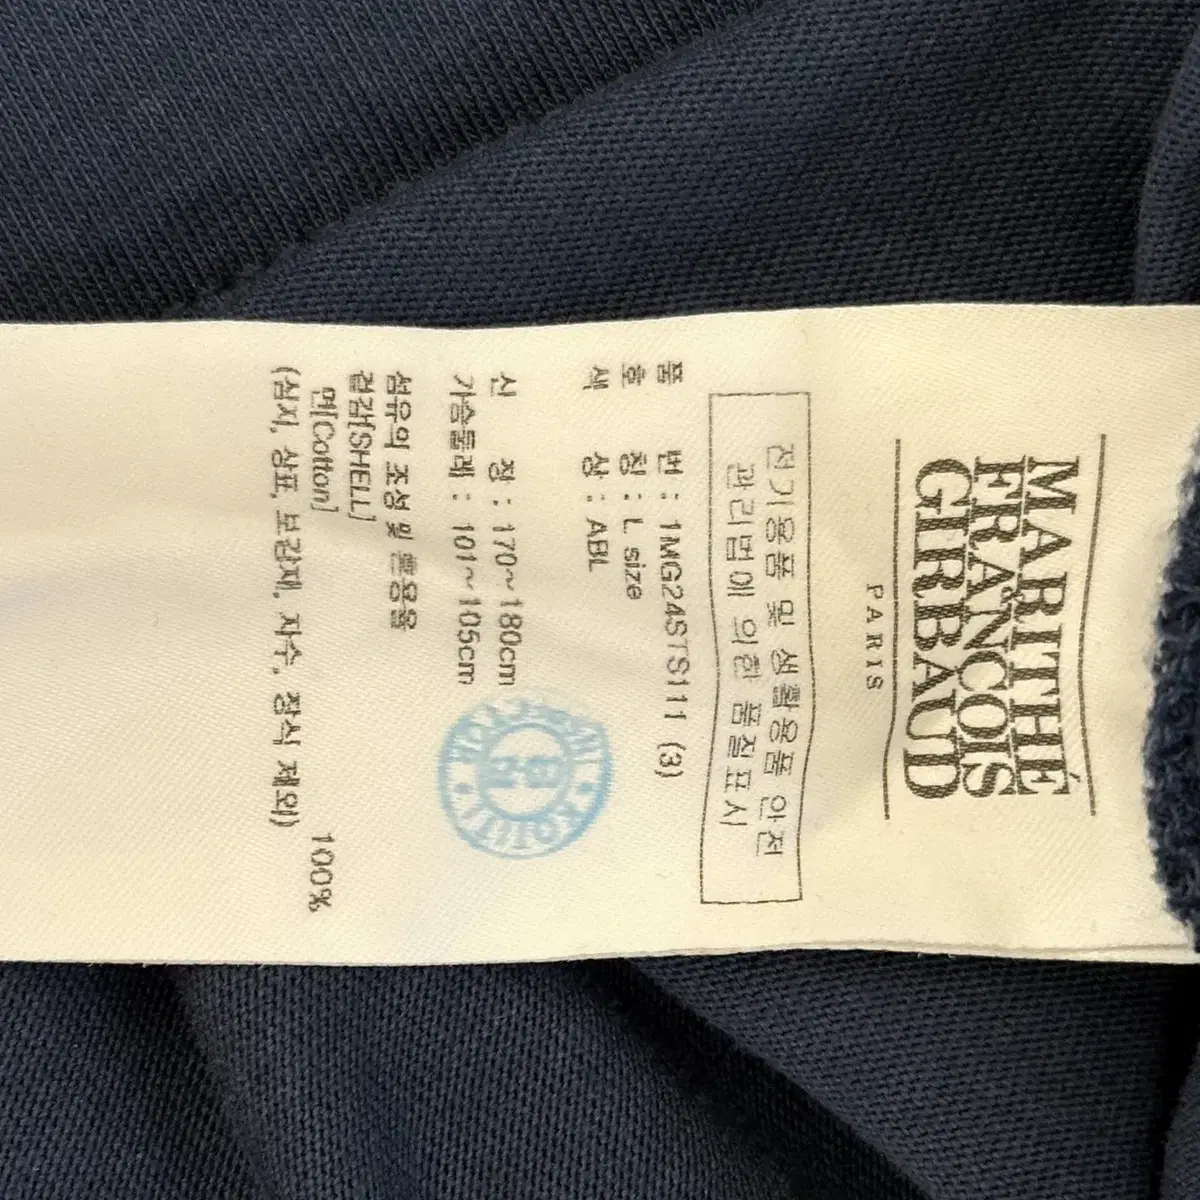 MARITHÉ
FRANÇOIS
GIRBAUD
PARIS
전기용품 및 생활용품 안전
관리법에 의한 품질표시
품 번 : 1MG24STS111 (3)
호 칭 : L size
색 상 : ABL
신 장 : 170~180cm
가슴둘레 : 101~105cm
섬유의 조성 및 혼용율
겉감[SHELL]
면[Cotton] 100%
(심지, 상표, 보강재, 자수, 장식 제외)